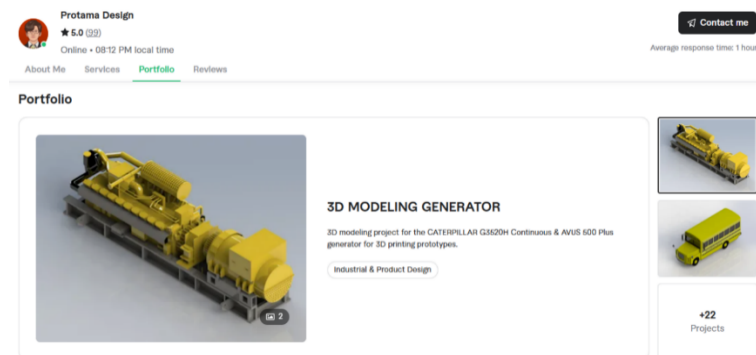 Protama Design
★ 5.0 (99)
Online • 08:12 PM local time
Contact me
Average response time: 1 hour
About Me Services Portfolio Reviews
Portfolio
3D MODELING GENERATOR
3D modeling project for the CATERPILLAR G3520H Continuous & AVUS 500 Plus
generator for 3D printing prototypes.
Industrial & Product Design
2
+22
Projects